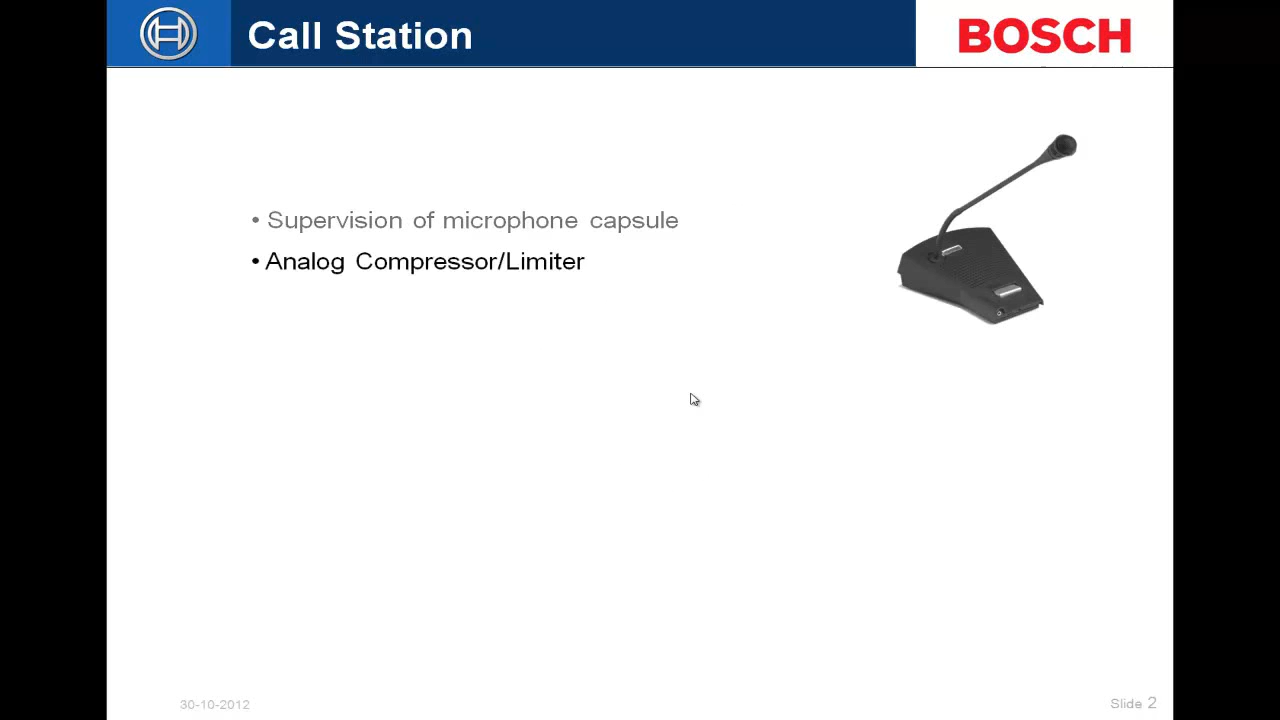 Call Station
BOSCH
• Supervision of microphone capsule
• Analog Compressor/Limiter
30-10-2012
Slide 2